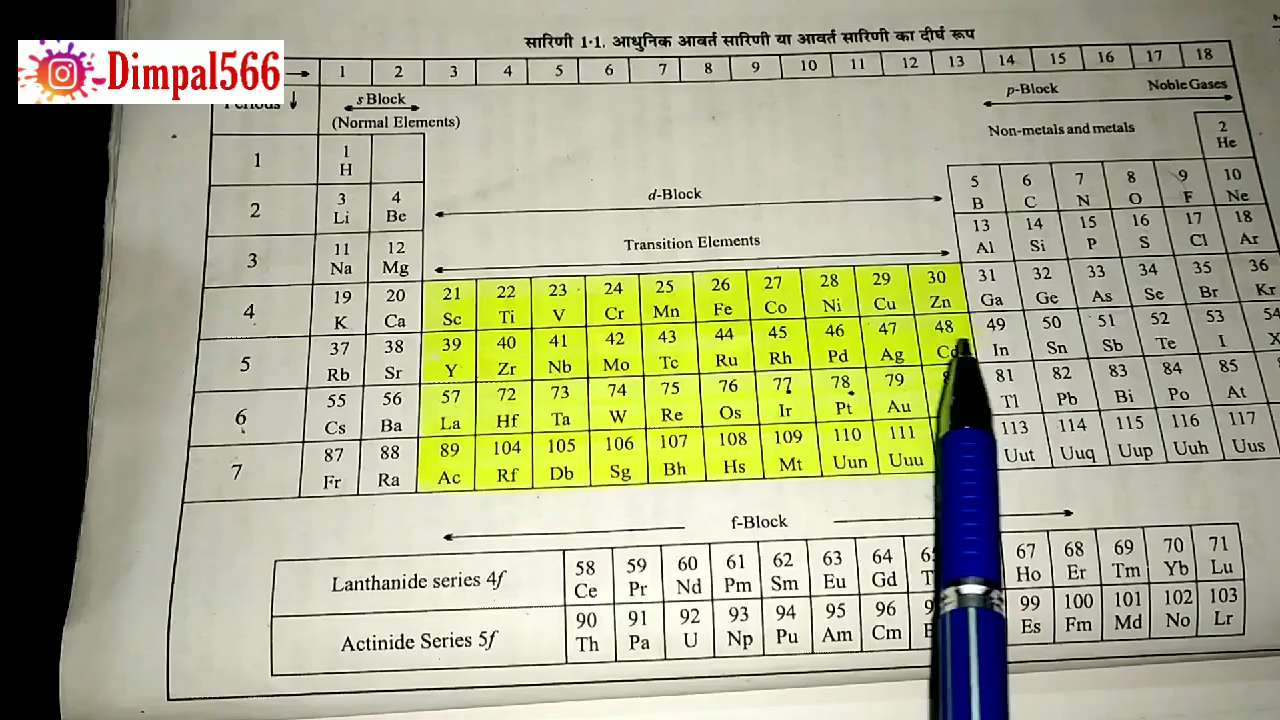 Dimpal566
सारिणी 1·1. आधुनिक आवर्त सारिणी या आवर्त सारिणी का दीर्घ रूप
1 2 3 4 5 6 7 8 9 10 11 12 13 14 15 16 17 18
s Block
p-Block Noble Gases
(Normal Elements)
Non-metals and metals
1 1 2
H He
d-Block
2 3 4 5 6 7 8 9 10
Li Be B C N O F Ne
Transition Elements
3 11 12 13 14 15 16 17 18
Na Mg Al Si P S Cl Ar
4 19 20 21 22 23 24 25 26 27 28 29 30 31 32 33 34 35 36
K Ca Sc Ti V Cr Mn Fe Co Ni Cu Zn Ga Ge As Se Br Kr
5 37 38 39 40 41 42 43 44 45 46 47 48 49 50 51 52 53
Rb Sr Y Zr Nb Mo Tc Ru Rh Pd Ag In Sn Sb Te I
6 55 56 57 72 73 74 75 76 77 78 79 81 82 83 84 85
Cs Ba La Hf Ta W Re Os Ir Pt Au Tl Pb Bi Po At
7 87 88 89 104 105 106 107 108 109 110 111 113 114 115 116 117
Fr Ra Ac Rf Db Sg Bh Hs Mt Uun Uuu Uut Uuq Uup Uuh Uus
f-Block
Lanthanide series 4f 58 59 60 61 62 63 64 67 68 69 70 71
Ce Pr Nd Pm Sm Eu Gd Ho Er Tm Yb Lu
Actinide Series 5f 90 91 92 93 94 95 96 99 100 101 102 103
Th Pa U Np Pu Am Cm Es Fm Md No Lr